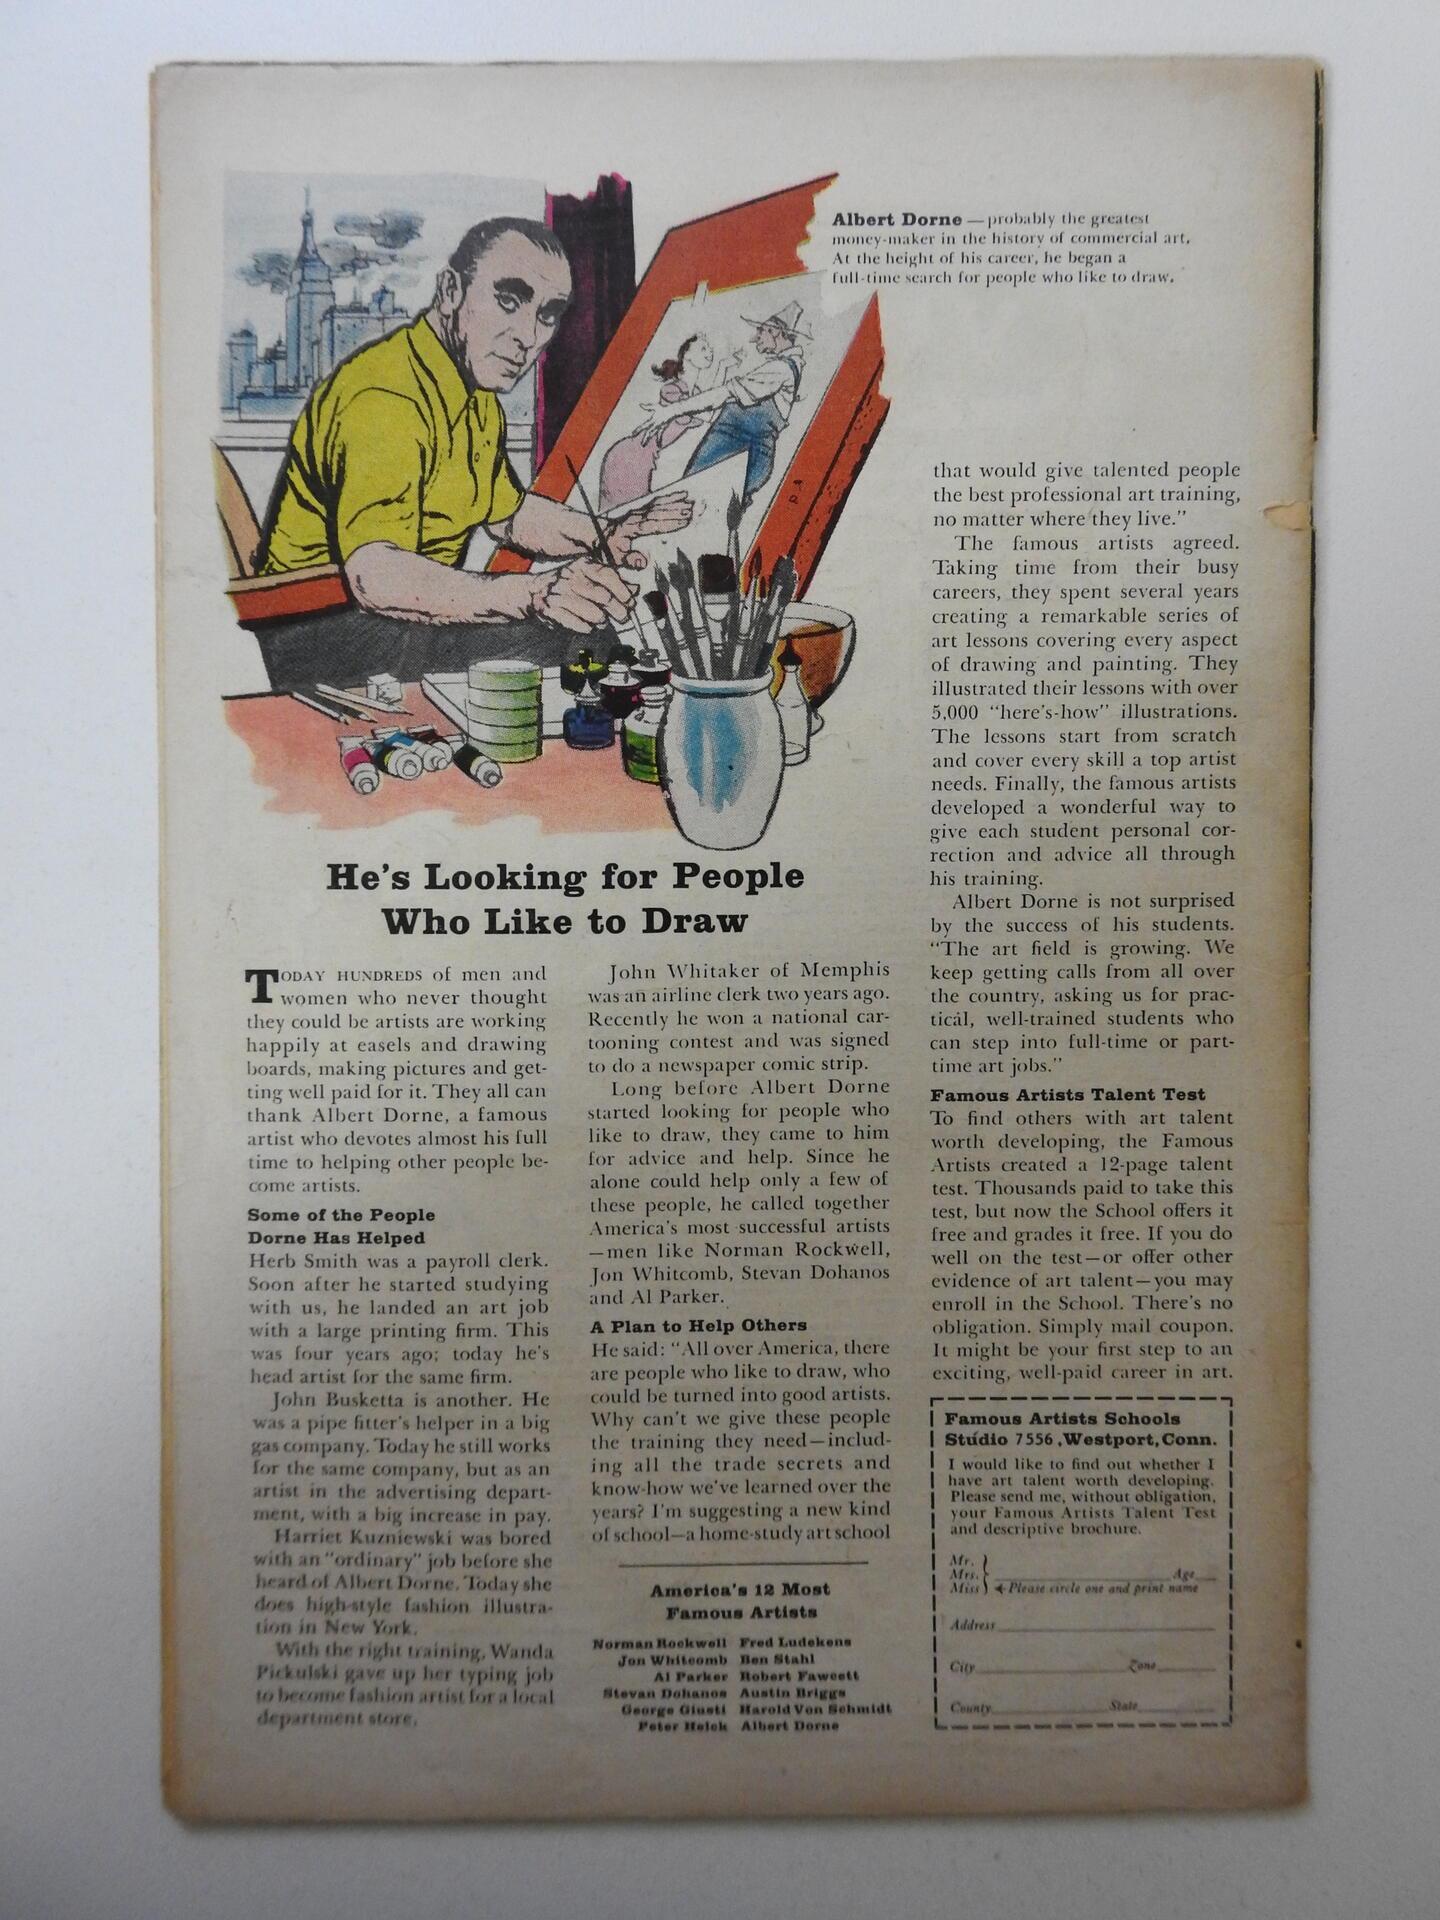 Albert Dorne — probably the greatest
money-maker in the history of commercial art.
At the height of his career, he began a
full-time search for people who like to draw.
He's Looking for People
Who Like to Draw
TODAY HUNDREDS of men and
women who never thought
they could be artists are working
happily at easels and drawing
boards, making pictures and get-
ting well paid for it. They all can
thank Albert Dorne, a famous
artist who devotes almost his full
time to helping other people be-
come artists.
Some of the People
Dorne Has Helped
Herb Smith was a payroll clerk.
Soon after he started studying
with us, he landed an art job
with a large printing firm. This
was four years ago; today he's
head artist for the same firm.
John Busketta is another. He
was a pipe fitter's helper in a big
gas company. Today he still works
for the same company, but as an
artist in the advertising depart-
ment, with a big increase in pay.
Harriet Kuzniewski was bored
with an "ordinary" job before she
heard of Albert Dorne. Today she
does high-style fashion illustra-
tion in New York.
With the right training, Wanda
Pickulski gave up her typing job
to become fashion artist for a local
department store.
John Whitaker of Memphis
was an airline clerk two years ago.
Recently he won a national car-
tooning contest and was signed
to do a newspaper comic strip.
Long before Albert Dorne
started looking for people who
like to draw, they came to him
for advice and help. Since he
alone could help only a few of
these people, he called together
America's most successful artists
—men like Norman Rockwell,
Jon Whitcomb, Stevan Dohanos
and Al Parker.
A Plan to Help Others
He said: "All over America, there
are people who like to draw, who
could be turned into good artists.
Why can't we give these people
the training they need—includ-
ing all the trade secrets and
know-how we've learned over the
years? I'm suggesting a new kind
of school—a home-study art school
America's 12 Most
Famous Artists
Norman Rockwell Fred Ludekens
Jon Whitcomb Ben Stahl
Al Parker Robert Fawcett
Stevan Dohanos Austin Briggs
George Giusti Harold Von Schmidt
Peter Helck Albert Dorne
that would give talented people
the best professional art training,
no matter where they live."
The famous artists agreed.
Taking time from their busy
careers, they spent several years
creating a remarkable series of
art lessons covering every aspect
of drawing and painting. They
illustrated their lessons with over
5,000 "here's-how" illustrations.
The lessons start from scratch
and cover every skill a top artist
needs. Finally, the famous artists
developed a wonderful way to
give each student personal cor-
rection and advice all through
his training.
Albert Dorne is not surprised
by the success of his students.
"The art field is growing. We
keep getting calls from all over
the country, asking us for prac-
tical, well-trained students who
can step into full-time or part-
time art jobs."
Famous Artists Talent Test
To find others with art talent
worth developing, the Famous
Artists created a 12-page talent
test. Thousands paid to take this
test, but now the School offers it
free and grades it free. If you do
well on the test—or offer other
evidence of art talent—you may
enroll in the School. There's no
obligation. Simply mail coupon.
It might be your first step to an
exciting, well-paid career in art.
Famous Artists Schools
Studio 7556, Westport, Conn.
I would like to find out whether I
have art talent worth developing.
Please send me, without obligation,
your Famous Artists Talent Test
and descriptive brochure.
Mr.
Mrs. Age
Miss Please circle one and print name
Address
City Zone
County State